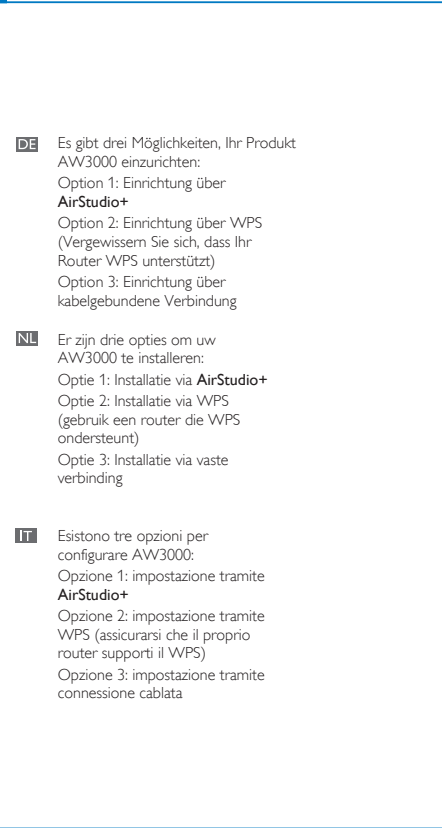 DE
Es gibt drei Möglichkeiten, Ihr Produkt
AW3000 einzurichten:
Option 1: Einrichtung über
AirStudio+
Option 2: Einrichtung über WPS
(Vergewissern Sie sich, dass Ihr
Router WPS unterstützt)
Option 3: Einrichtung über
kabelgebundene Verbindung
NL
Er zijn drie opties om uw
AW3000 te installeren:
Optie 1: Installatie via AirStudio+
Optie 2: Installatie via WPS
(gebruik een router die WPS
ondersteunt)
Optie 3: Installatie via vaste
verbinding
IT
Esistono tre opzioni per
configurare AW3000:
Opzione 1: impostazione tramite
AirStudio+
Opzione 2: impostazione tramite
WPS (assicurarsi che il proprio
router supporti il WPS)
Opzione 3: impostazione tramite
connessione cablata